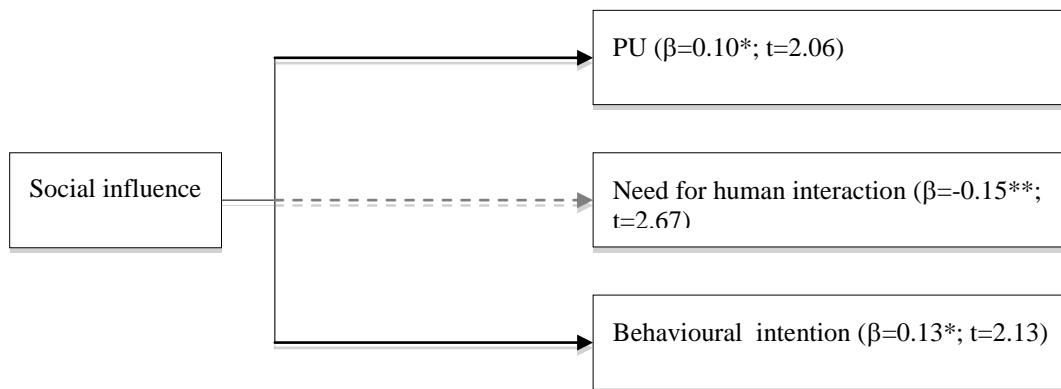 PU (β=0.10*; t=2.06)
Social influence
Need for human interaction (β=-0.15**;
t=2.67)
Behavioural intention (β=0.13*; t=2.13)